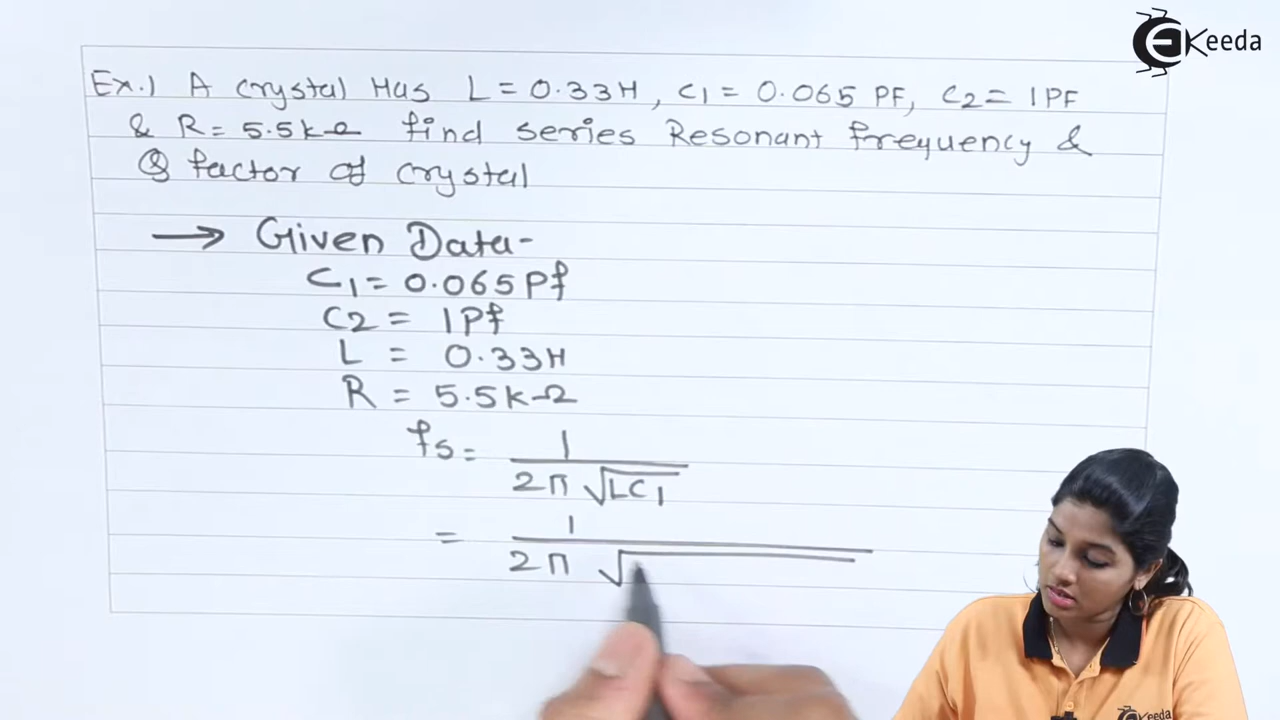 EKeeda
Ex.1 A crystal Has L = 0.33H, C1 = 0.065 PF, C2 = 1PF
& R = 5.5kΩ find series Resonant frequency &
Q factor of crystal
→ Given Data-
C1 = 0.065Pf
C2 = 1Pf
L = 0.33H
R = 5.5kΩ
fs = 1
2π √LC1
= 1
2π √
EKeeda